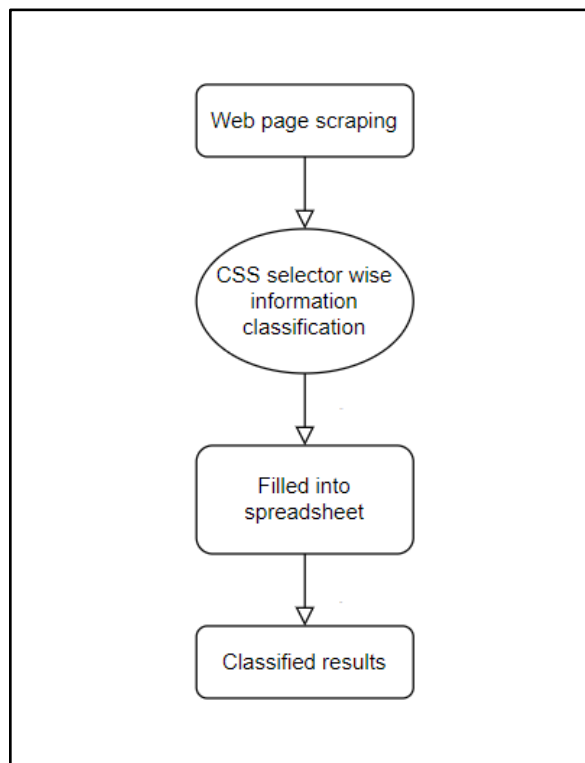 Web page scraping
CSS selector wise
information
classification
Filled into
spreadsheet
Classified results